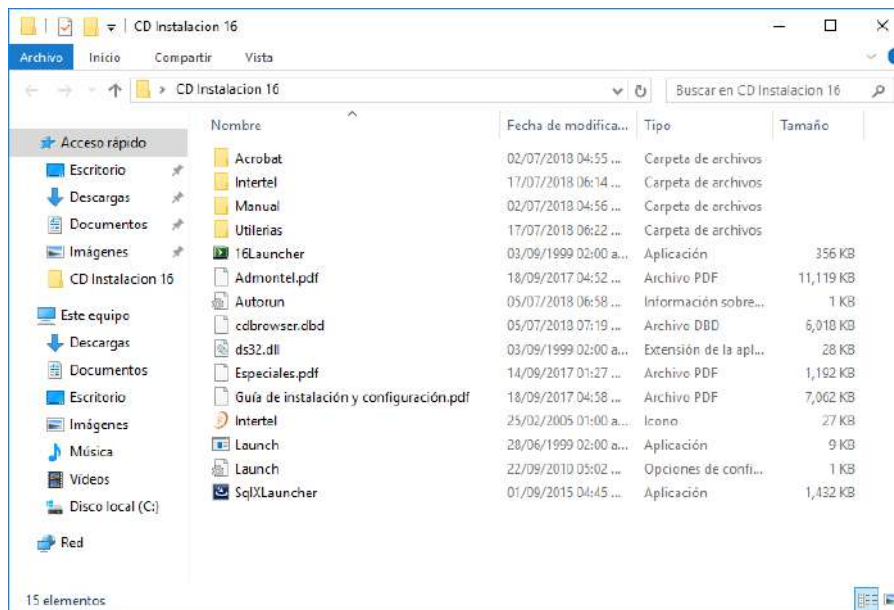 CD Instalacion 16
Archivo Inicio Compartir Vista
CD Instalacion 16 Buscar en CD Instalacion 16
Nombre Fecha de modifica... Tipo Tamaño
Acceso rápido
Escritorio
Descargas
Documentos
Imágenes
CD Instalacion 16
Este equipo
Descargas
Documentos
Escritorio
Imágenes
Música
Vídeos
Disco local (C:)
Red
Acrobat 02/07/2018 04:55 ... Carpeta de archivos
Intertel 17/07/2018 06:14 ... Carpeta de archivos
Manual 02/07/2018 04:56 ... Carpeta de archivos
Utilerias 17/07/2018 06:22 ... Carpeta de archivos
16Launcher 03/09/1999 02:00 a... Aplicación 356 KB
Admontel.pdf 18/09/2017 04:52 ... Archivo PDF 11,119 KB
Autorun 05/07/2018 06:58 ... Información sobre... 1 KB
cdbrowser.dbd 05/07/2018 07:19 ... Archivo DBD 6,018 KB
ds32.dll 03/09/1999 02:00 a... Extensión de la apl... 28 KB
Especiales.pdf 14/09/2017 01:27 ... Archivo PDF 1,192 KB
Guía de instalación y configuración.pdf 18/09/2017 04:58 ... Archivo PDF 7,062 KB
Intertel 25/02/2005 01:00 a... Icono 27 KB
Launch 28/06/1999 02:00 a... Aplicación 9 KB
Launch 22/09/2010 05:02 ... Opciones de confi... 1 KB
SqlXLauncher 01/09/2015 04:45 ... Aplicación 1,432 KB
15 elementos